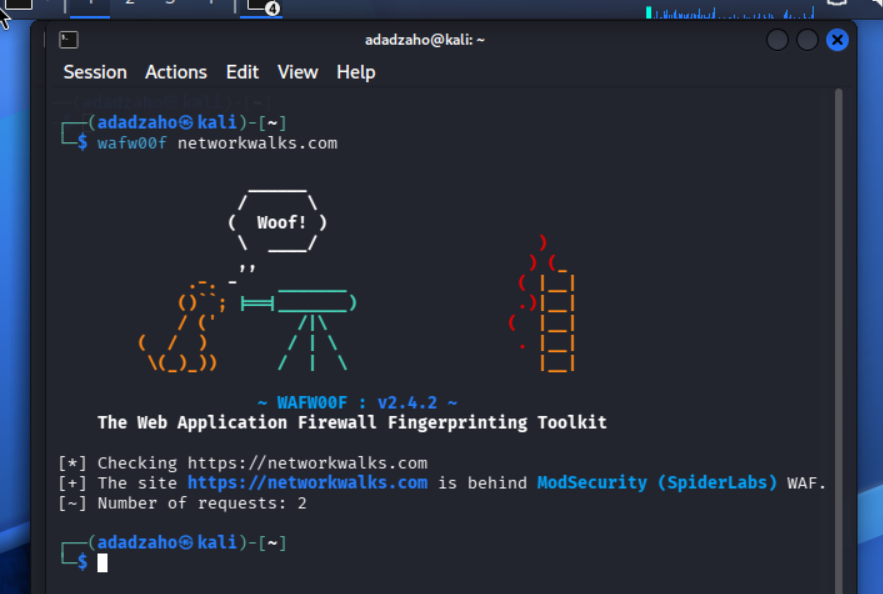 4
adadzaho@kali: ~
Session Actions Edit View Help
┌──(adadzaho㉿kali)-[~]
└─$ wafw00f networkwalks.com
Woof!
~ WAFW00F : v2.4.2 ~
The Web Application Firewall Fingerprinting Toolkit
[*] Checking https://networkwalks.com
[+] The site https://networkwalks.com is behind ModSecurity (SpiderLabs) WAF.
[~] Number of requests: 2
┌──(adadzaho㉿kali)-[~]
└─$